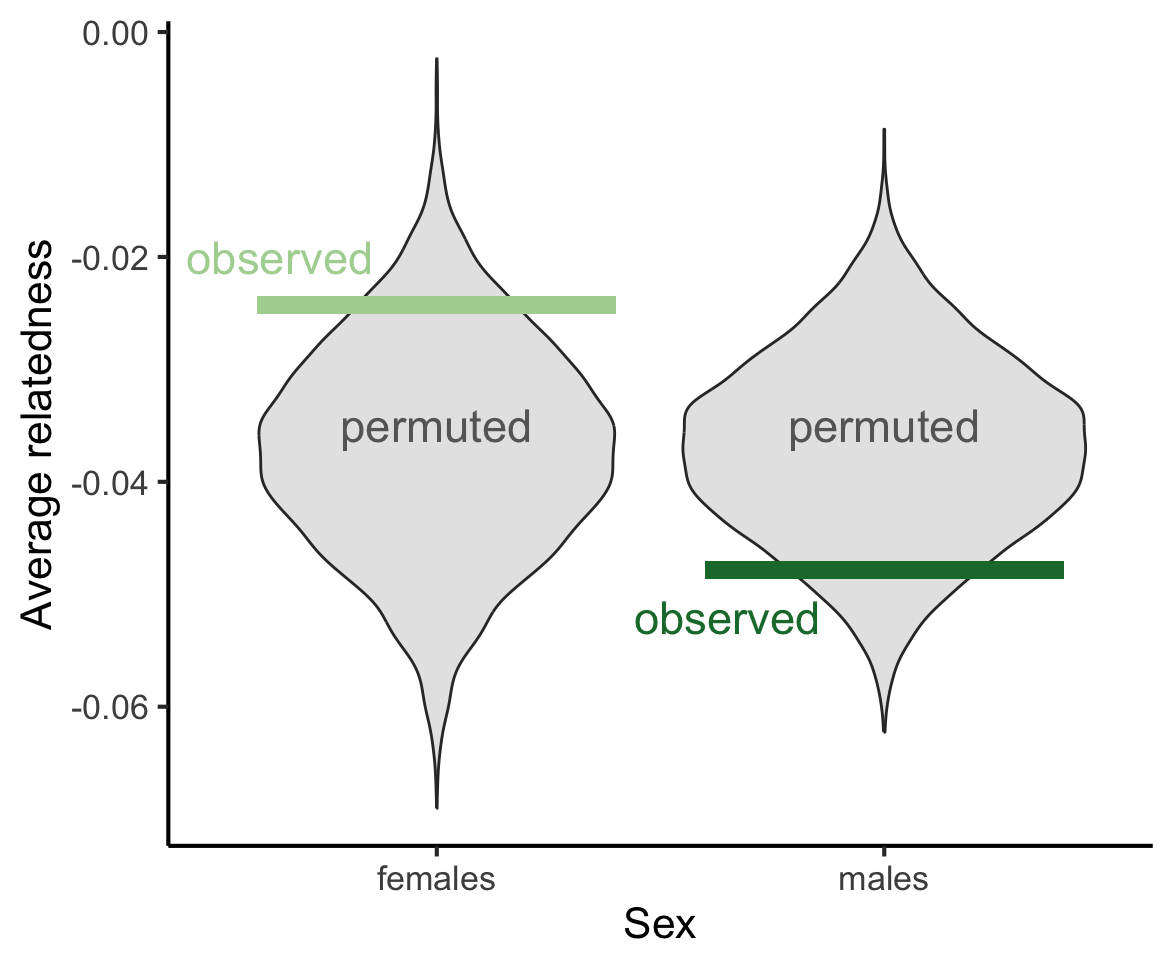 0.00
-0.02
-0.04
-0.06
Average relatedness
observed
permuted
permuted
observed
females
males
Sex